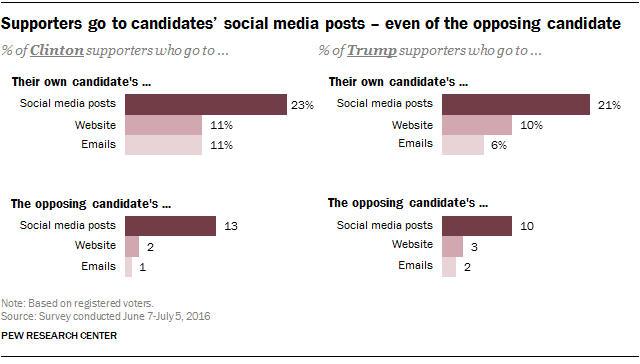 Supporters go to candidates' social media posts – even of the opposing candidate
% of Clinton supporters who go to ...
% of Trump supporters who go to ...
Their own candidate's ...
Social media posts 23%
Website 11%
Emails 11%
Their own candidate's ...
Social media posts 21%
Website 10%
Emails 6%
The opposing candidate's ...
Social media posts 13
Website 2
Emails 1
The opposing candidate's ...
Social media posts 10
Website 3
Emails 2
Note: Based on registered voters.
Source: Survey conducted June 7-July 5, 2016
PEW RESEARCH CENTER